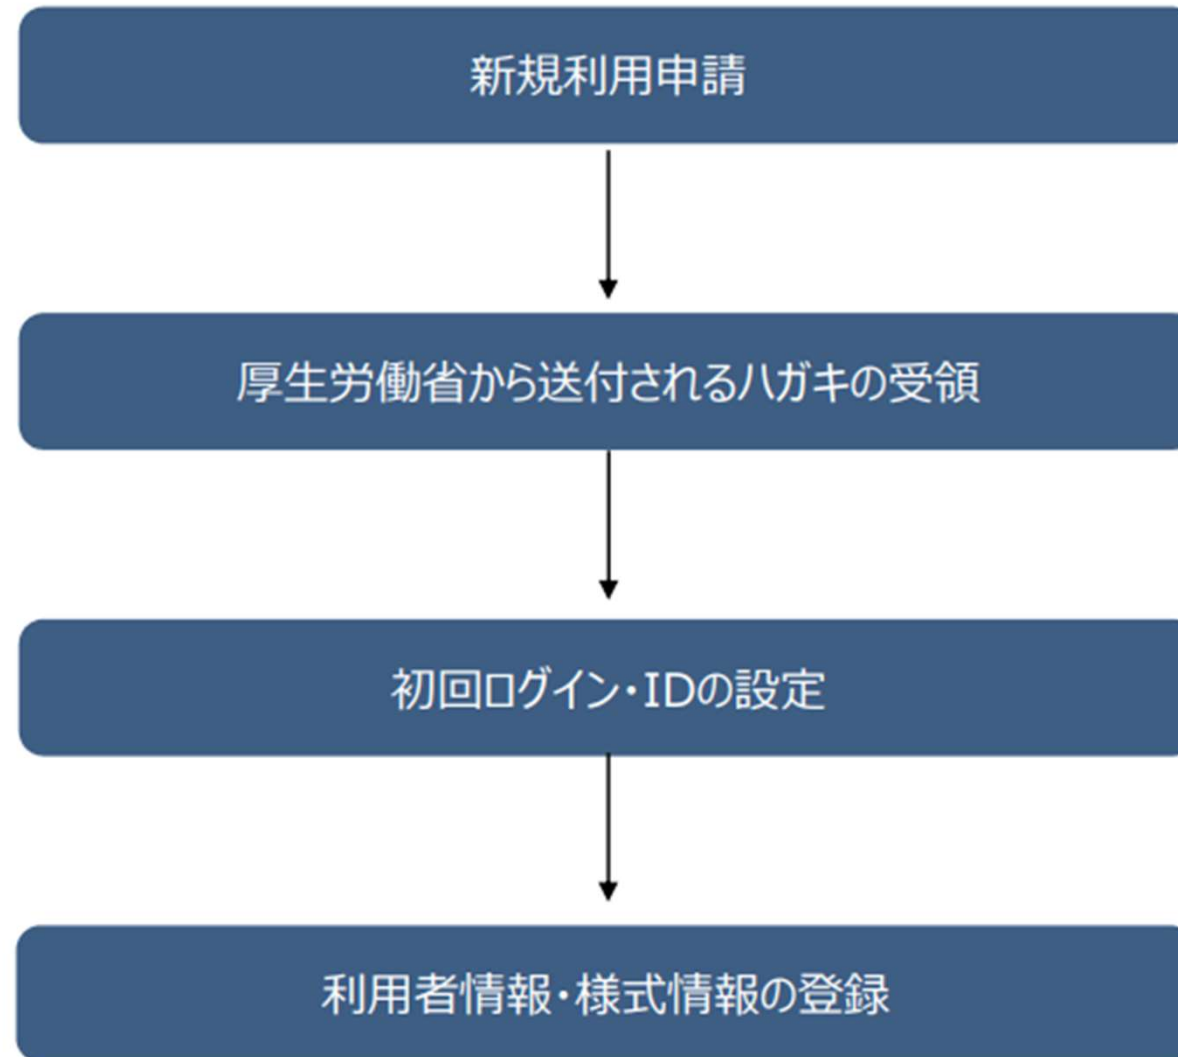 新規利用申請
厚生労働省から送付されるハガキの受領
初回ログイン・IDの設定
利用者情報・様式情報の登録